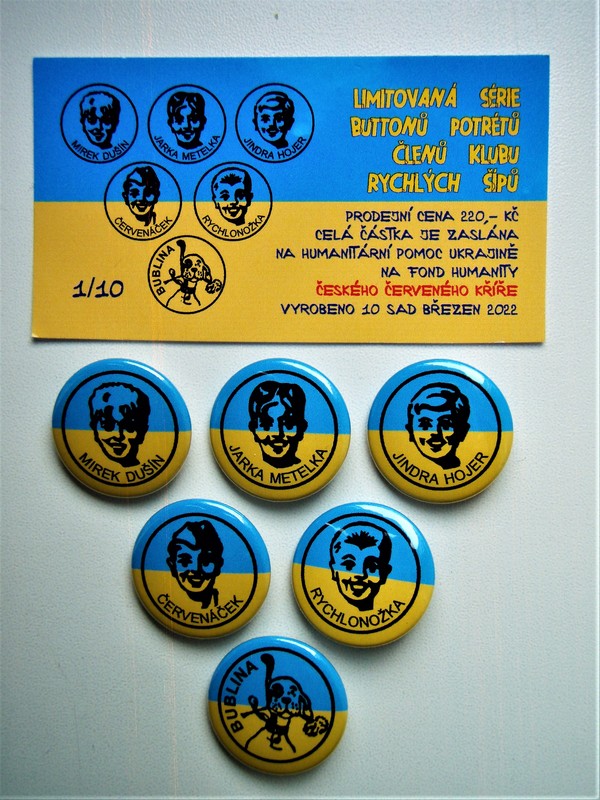 LIMITOVANÁ SÉRIE
BUTTONŮ POTRÉTŮ
ČLENŮ KLUBU
RYCHLÝCH ŠÍPŮ
MIREK DUŠÍN
JARKA METELKA
JINDRA HOJER
ČERVENÁČEK
RYCHLONOŽKA
BUBLINA
1/10
PRODEJNÍ CENA 220,- KČ
CELÁ ČÁSTKA JE ZASLÁNA
NA HUMANITÁRNÍ POMOC UKRAJINĚ
NA FOND HUMANITY
ČESKÉHO ČERVENÉHO KŘÍŽE
VYROBENO 10 SAD BŘEZEN 2022
MIREK DUŠÍN
JARKA METELKA
JINDRA HOJER
ČERVENÁČEK
RYCHLONOŽKA
BUBLINA